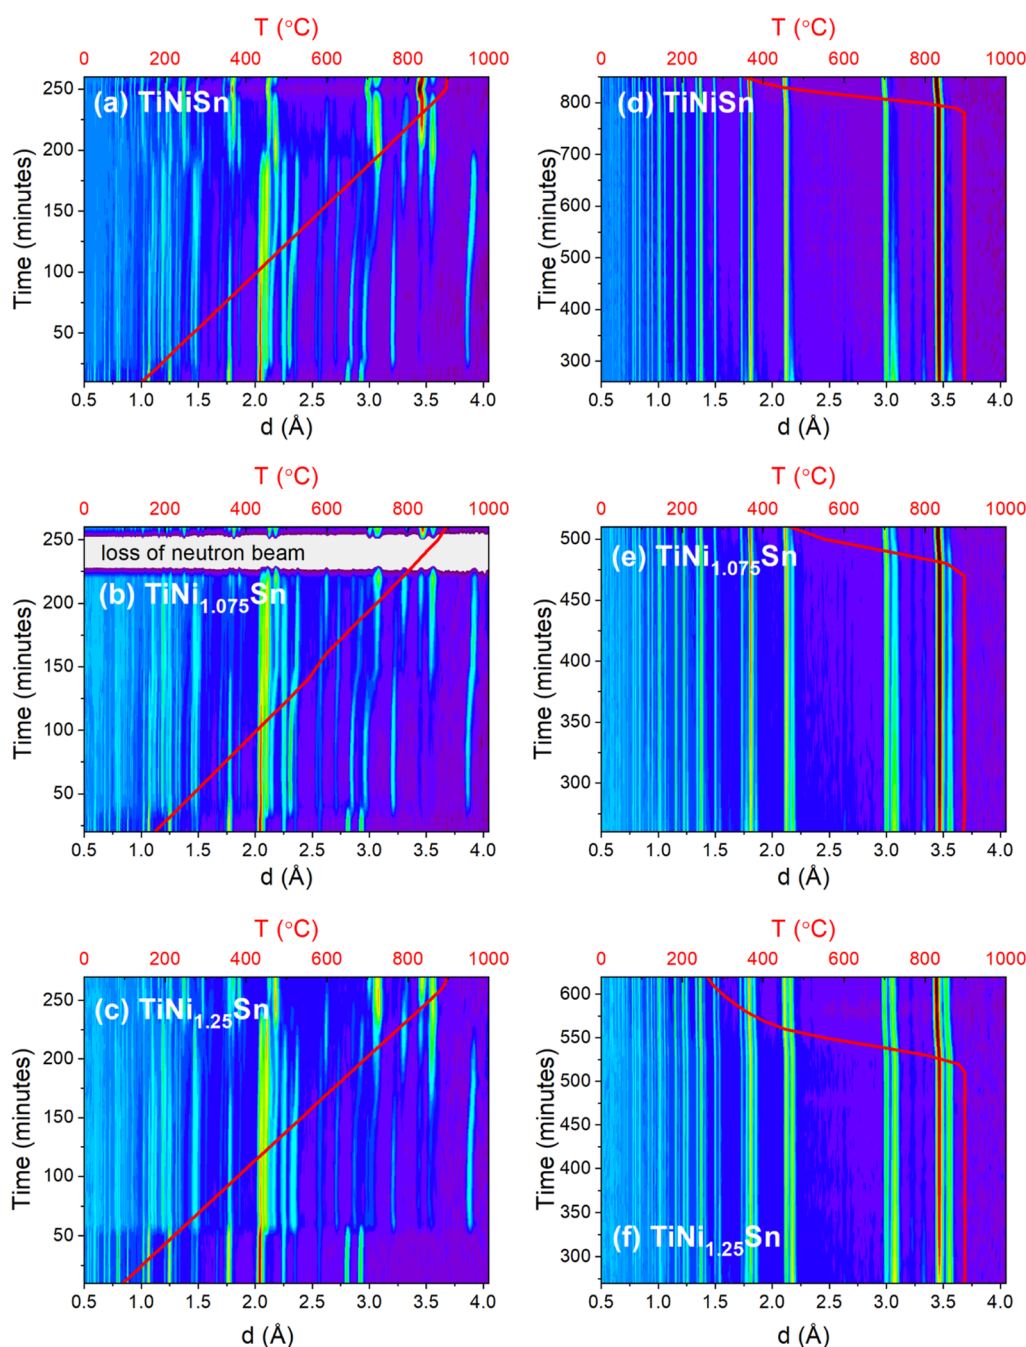 T (°C)
0 200 400 600 800 1000
(a) TiNiSn
Time (minutes)
250
200
150
100
50
0.5 1.0 1.5 2.0 2.5 3.0 3.5 4.0
d (Å)
T (°C)
0 200 400 600 800 1000
(d) TiNiSn
Time (minutes)
800
700
600
500
400
300
0.5 1.0 1.5 2.0 2.5 3.0 3.5 4.0
d (Å)
T (°C)
0 200 400 600 800 1000
loss of neutron beam
(b) TiNi1.075Sn
Time (minutes)
250
200
150
100
50
0.5 1.0 1.5 2.0 2.5 3.0 3.5 4.0
d (Å)
T (°C)
0 200 400 600 800 1000
(e) TiNi1.075Sn
Time (minutes)
500
450
400
350
300
0.5 1.0 1.5 2.0 2.5 3.0 3.5 4.0
d (Å)
T (°C)
0 200 400 600 800 1000
(c) TiNi1.25Sn
Time (minutes)
250
200
150
100
50
0.5 1.0 1.5 2.0 2.5 3.0 3.5 4.0
d (Å)
T (°C)
0 200 400 600 800 1000
(f) TiNi1.25Sn
Time (minutes)
600
550
500
450
400
350
300
0.5 1.0 1.5 2.0 2.5 3.0 3.5 4.0
d (Å)